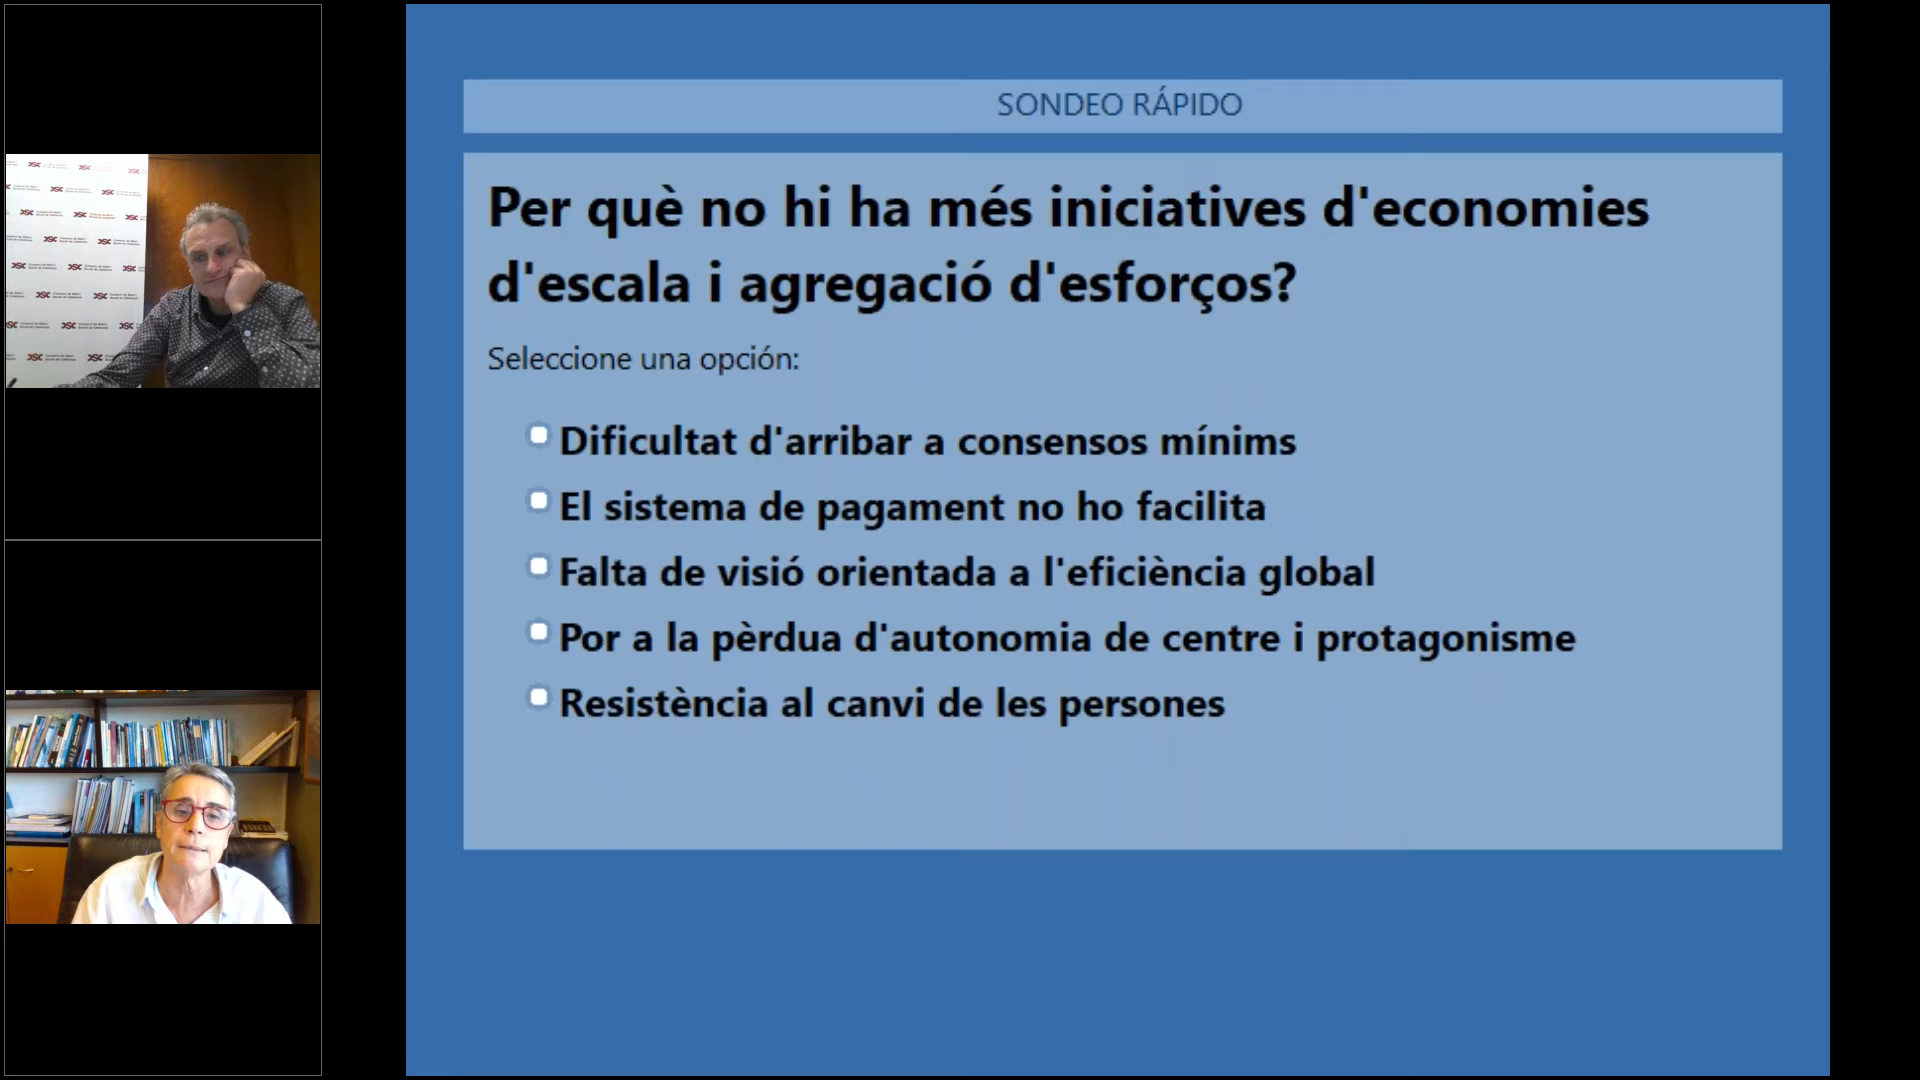 SONDEO RÁPIDO
Per què no hi ha més iniciatives d'economies
d'escala i agregació d'esforços?
Seleccione una opción:
Dificultat d'arribar a consensos mínims
El sistema de pagament no ho facilita
Falta de visió orientada a l'eficiència global
Por a la pèrdua d'autonomia de centre i protagonisme
Resistència al canvi de les persones